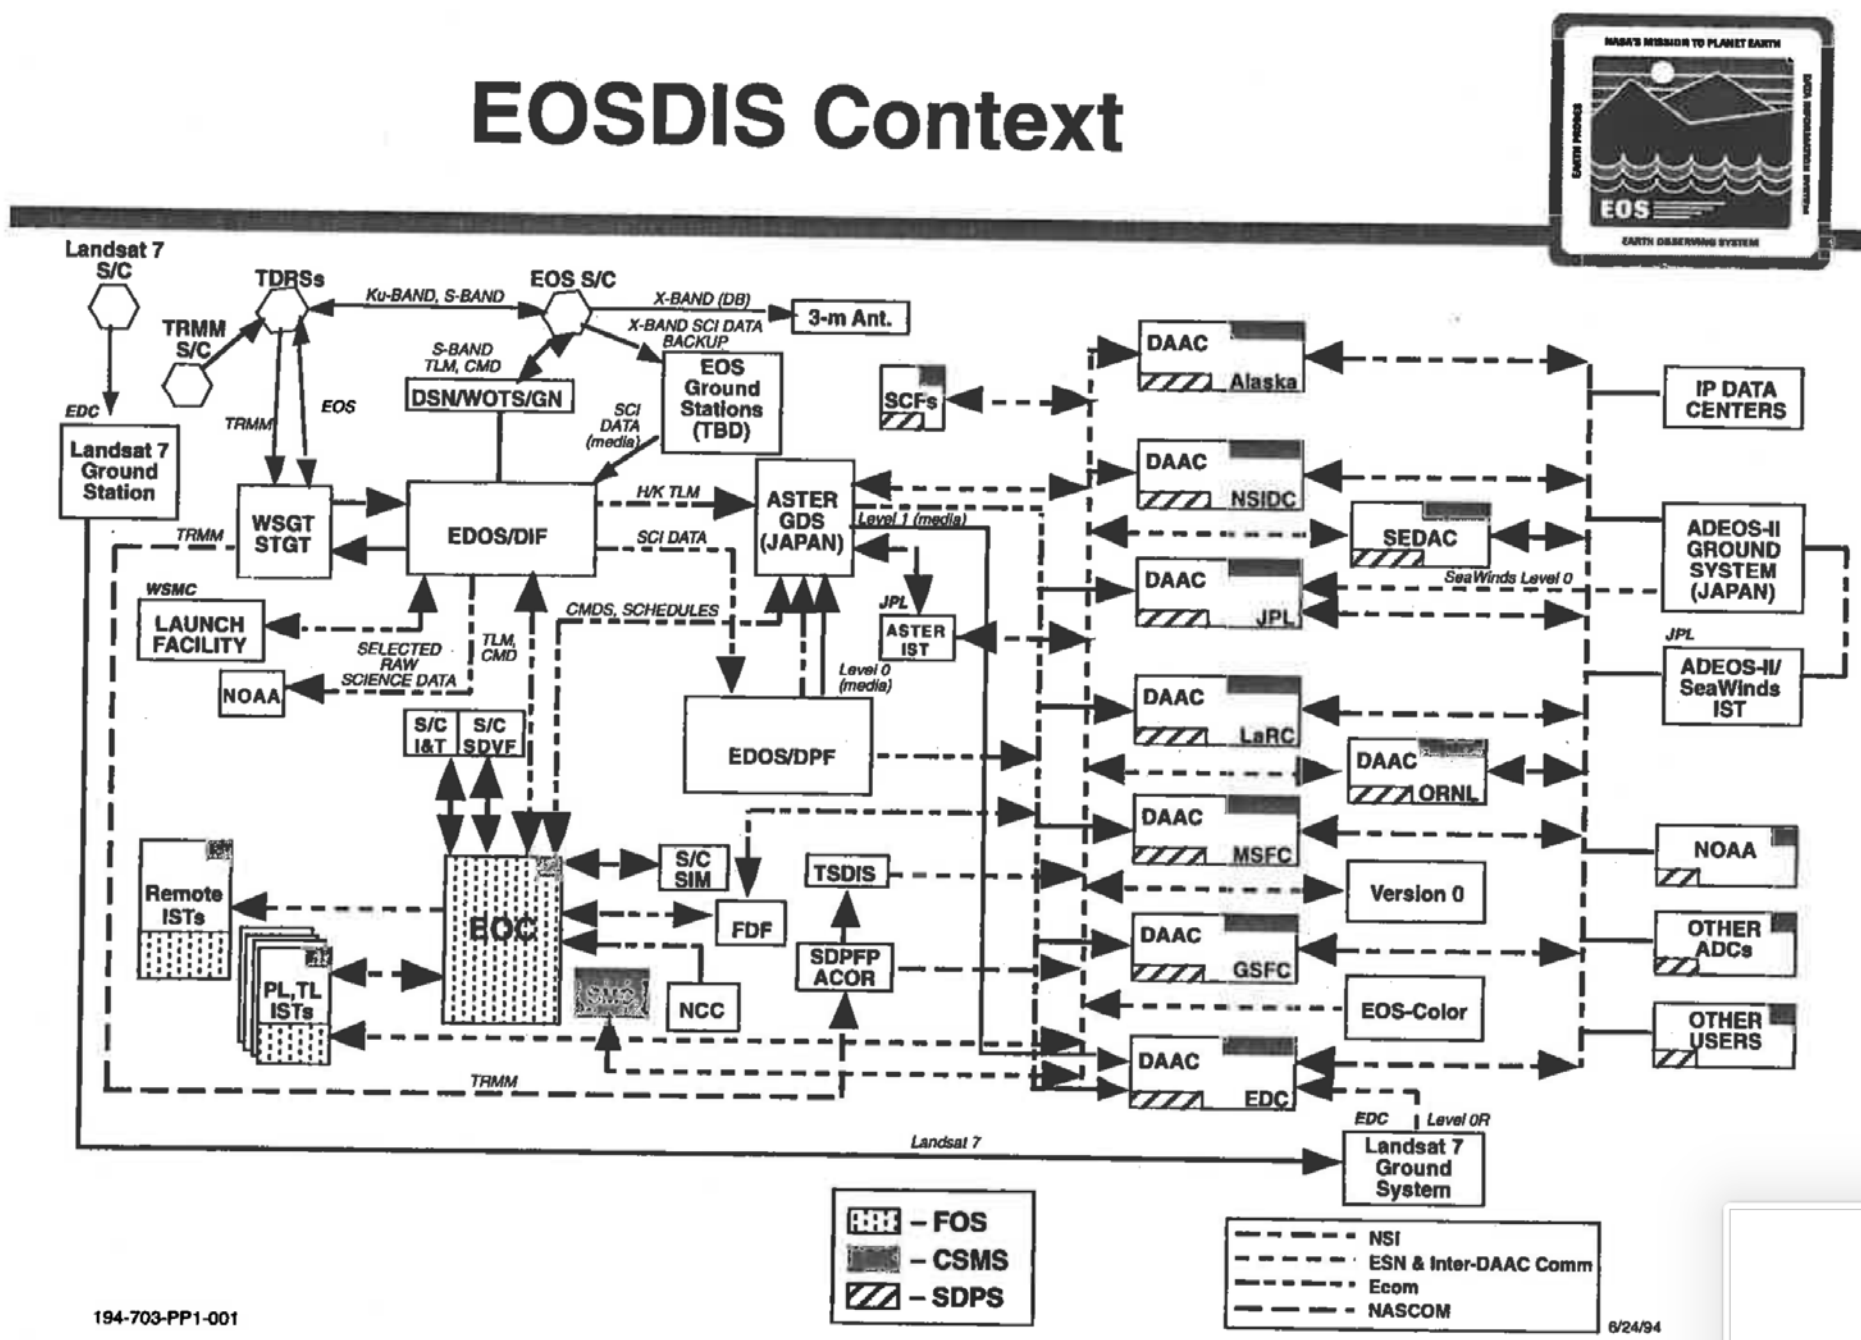 EOSDIS Context
NASA'S MISSION TO PLANET EARTH
EARTH PROBES
DATA INFORMATION SYSTEM
EOS
EARTH OBSERVING SYSTEM
Landsat 7
S/C
TDRSs
Ku-BAND, S-BAND
EOS S/C
X-BAND (DB)
3-m Ant.
TRMM
S/C
X-BAND SCI DATA
BACKUP
S-BAND
TLM, CMD
DSN/WOTS/GN
EOS
Ground
Stations
(TBD)
EDC
Landsat 7
Ground
Station
TRMM
EOS
SCI
DATA
(media)
WSGT
STGT
EDOS/DIF
H/K TLM
SCI DATA
ASTER
GDS
(JAPAN)
Level 1 (media)
TRMM
WSMC
LAUNCH
FACILITY
SELECTED
RAW
SCIENCE DATA
TLM,
CMD
CMDS, SCHEDULES
JPL
ASTER
IST
NOAA
Level 0
(media)
S/C
I&T
S/C
SDVF
EDOS/DPF
Remote
ISTs
EOC
S/C
SIM
TSDIS
FDF
SDPFP
ACOR
PL,TL
ISTs
SMC
NCC
TRMM
Landsat 7
SCFs
DAAC
Alaska
DAAC
NSIDC
SEDAC
DAAC
JPL
SeaWinds Level 0
DAAC
LaRC
DAAC
ORNL
DAAC
MSFC
Version 0
DAAC
GSFC
EOS-Color
DAAC
EDC
EDC
Level 0R
Landsat 7
Ground
System
IP DATA
CENTERS
ADEOS-II
GROUND
SYSTEM
(JAPAN)
JPL
ADEOS-II/
SeaWinds
IST
NOAA
OTHER
ADCs
OTHER
USERS
– FOS
– CSMS
– SDPS
NSI
ESN & Inter-DAAC Comm
Ecom
NASCOM
194-703-PP1-001
6/24/94